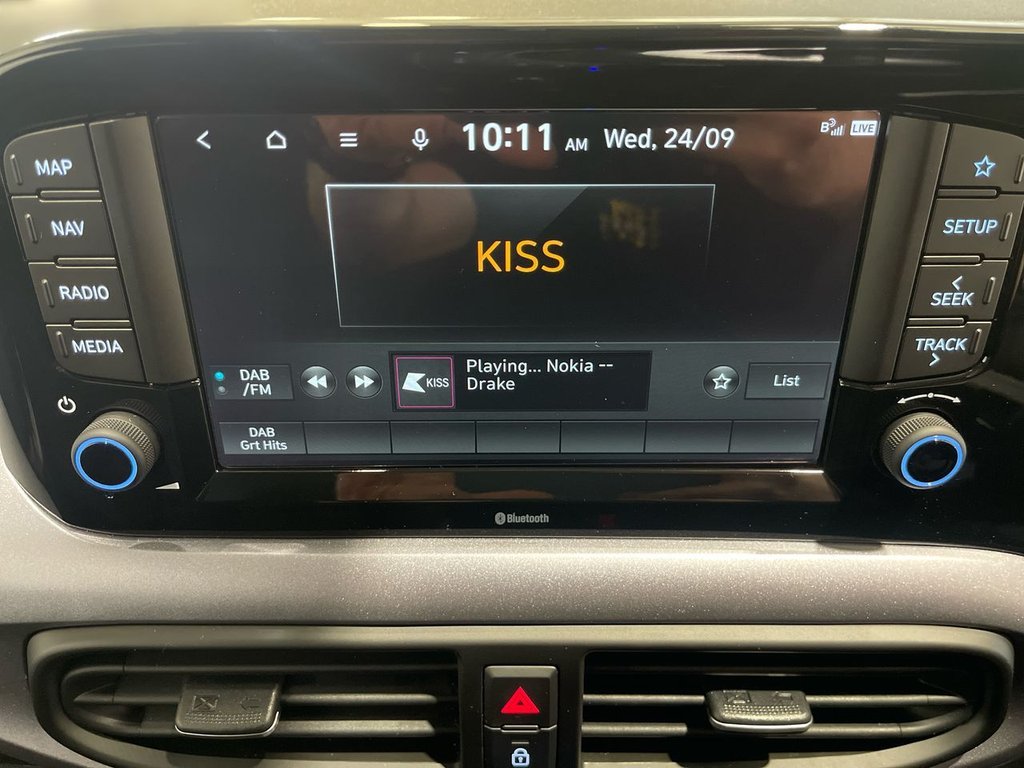 10:11 AM Wed, 24/09
LIVE
MAP
NAV
RADIO
MEDIA
SETUP
SEEK
TRACK
KISS
DAB
/FM
KISS
Playing... Nokia --
Drake
List
DAB
Grt Hits
Bluetooth